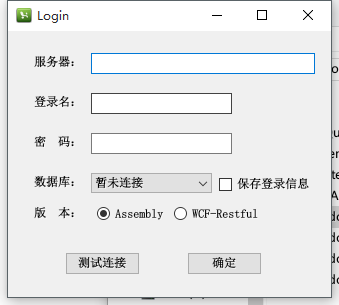 Login
服务器：
登录名：
密　码：
数据库： 暂未连接 保存登录信息
版　本： Assembly WCF-Restful
测试连接 确定